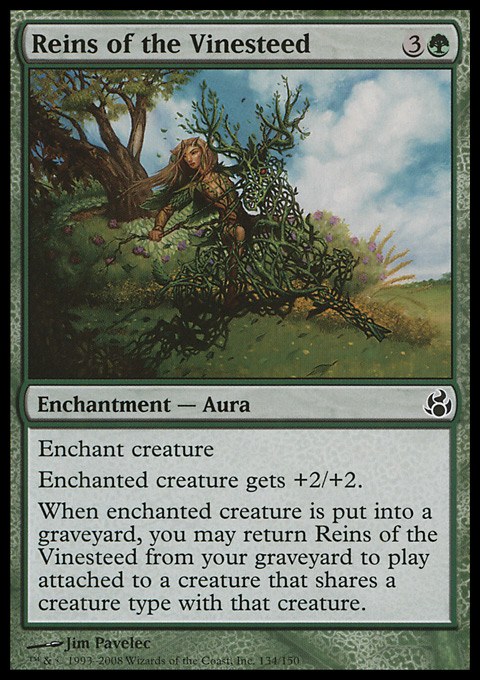 Reins of the Vinesteed 3
Enchantment — Aura
Enchant creature
Enchanted creature gets +2/+2.
When enchanted creature is put into a
graveyard, you may return Reins of the
Vinesteed from your graveyard to play
attached to a creature that shares a
creature type with that creature.
Jim Pavelec
™ & © 1993–2008 Wizards of the Coast, Inc. 134/150